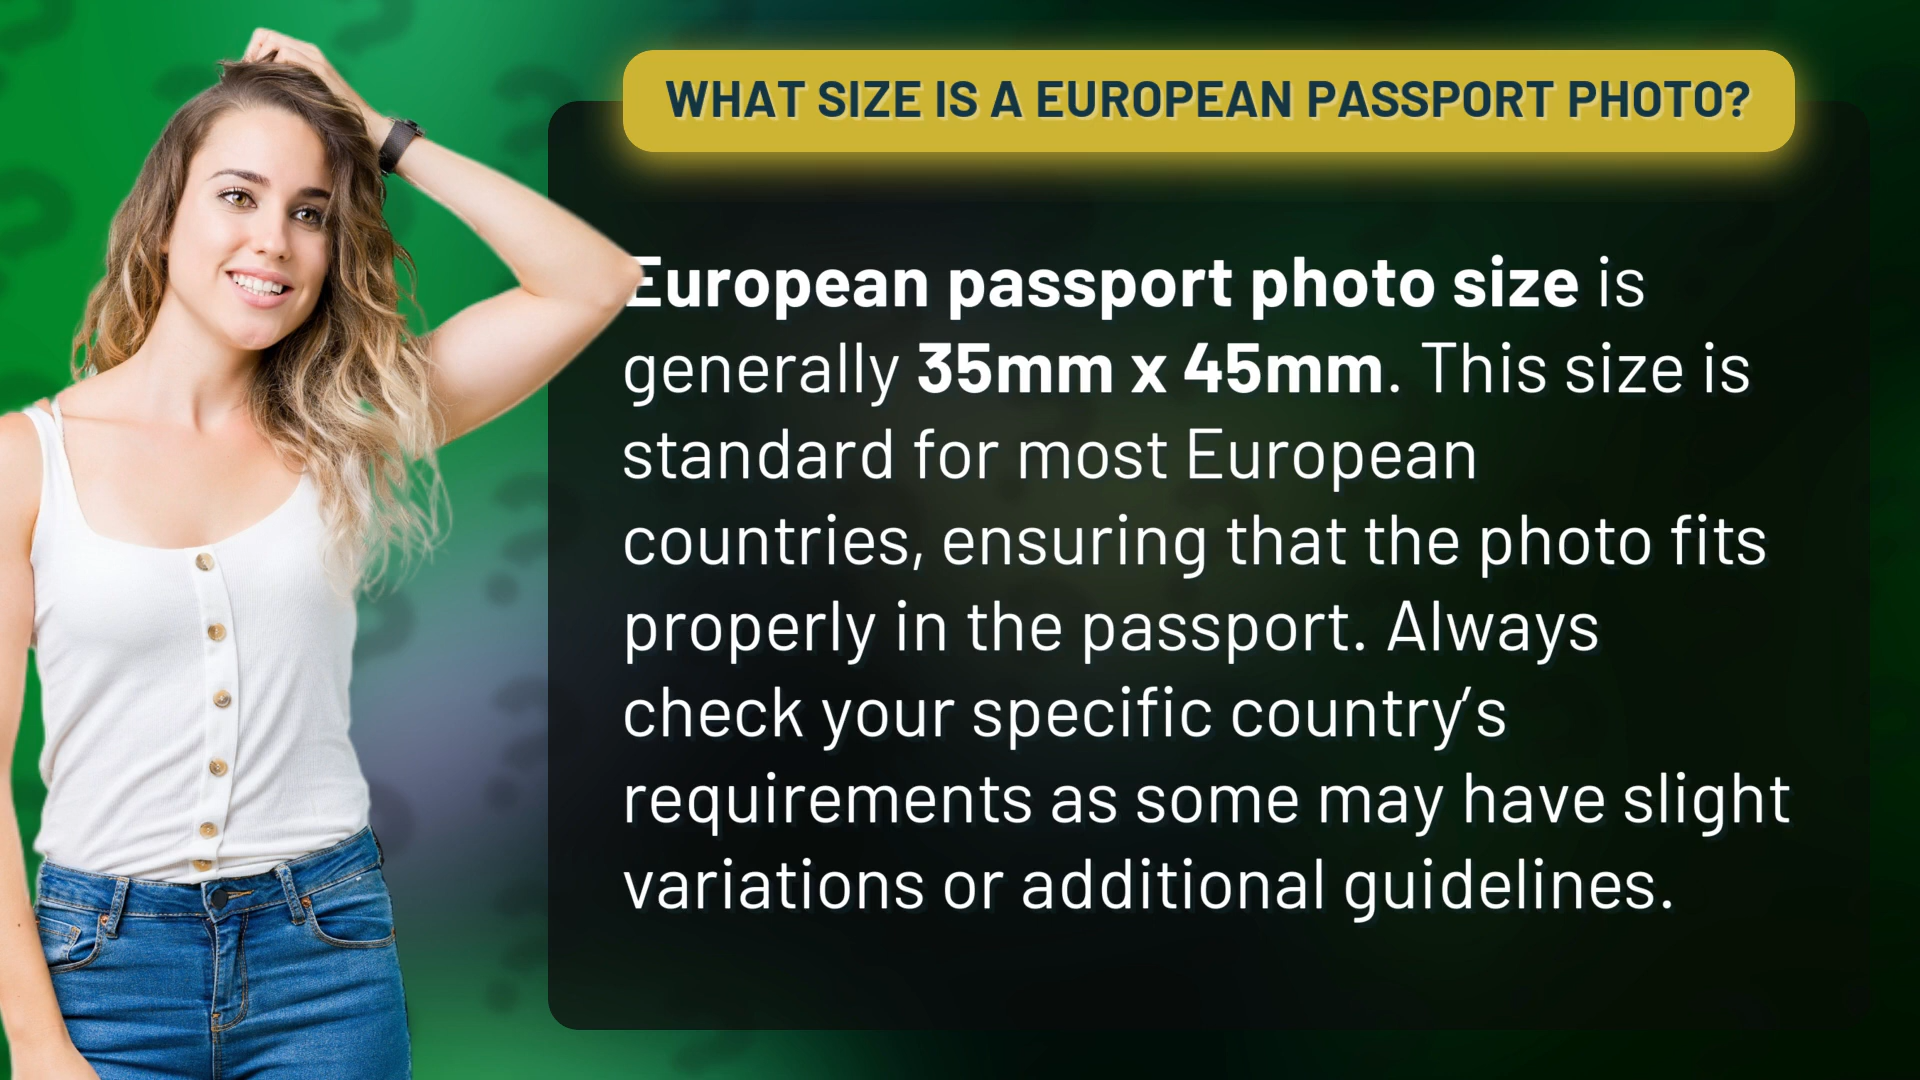 WHAT SIZE IS A EUROPEAN PASSPORT PHOTO?
European passport photo size is
generally 35mm x 45mm. This size is
standard for most European
countries, ensuring that the photo fits
properly in the passport. Always
check your specific country’s
requirements as some may have slight
variations or additional guidelines.